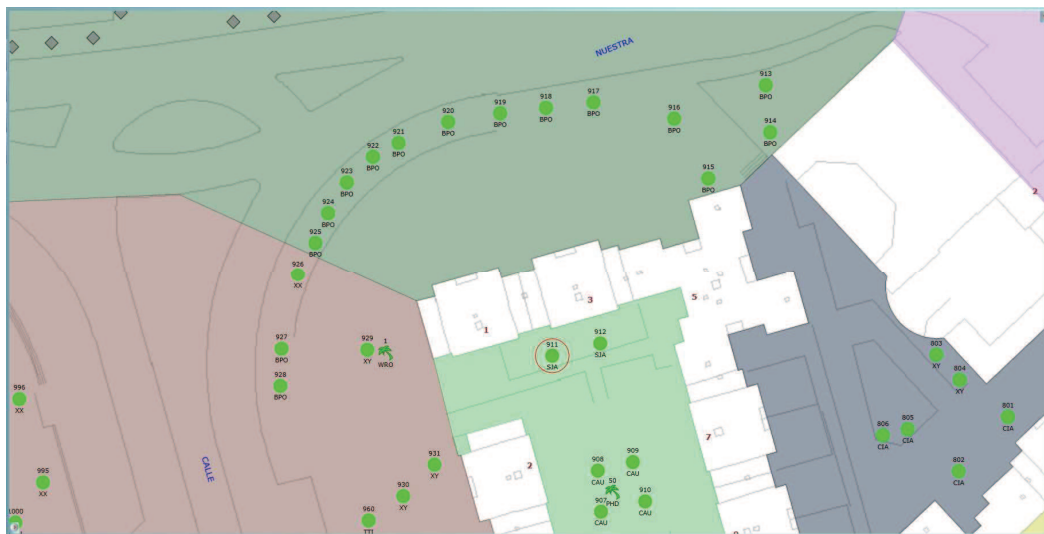 NUESTRA
913
BPO
917
BPO
918
BPO
919
BPO
916
BPO
920
BPO
914
BPO
921
BPO
922
BPO
915
BPO
923
BPO
2
924
BPO
925
BPO
926
XX
5
3
1
912
SJA
911
SJA
927
BPO
929
XY
1
WRO
803
XY
928
BPO
804
XY
996
XX
801
CIA
806
CIA
805
CIA
7
CALLE
931
XY
2
908
CAU
909
CAU
802
CIA
995
XX
50
PHD
930
XY
907
CAU
910
CAU
1000
960
TTI
9